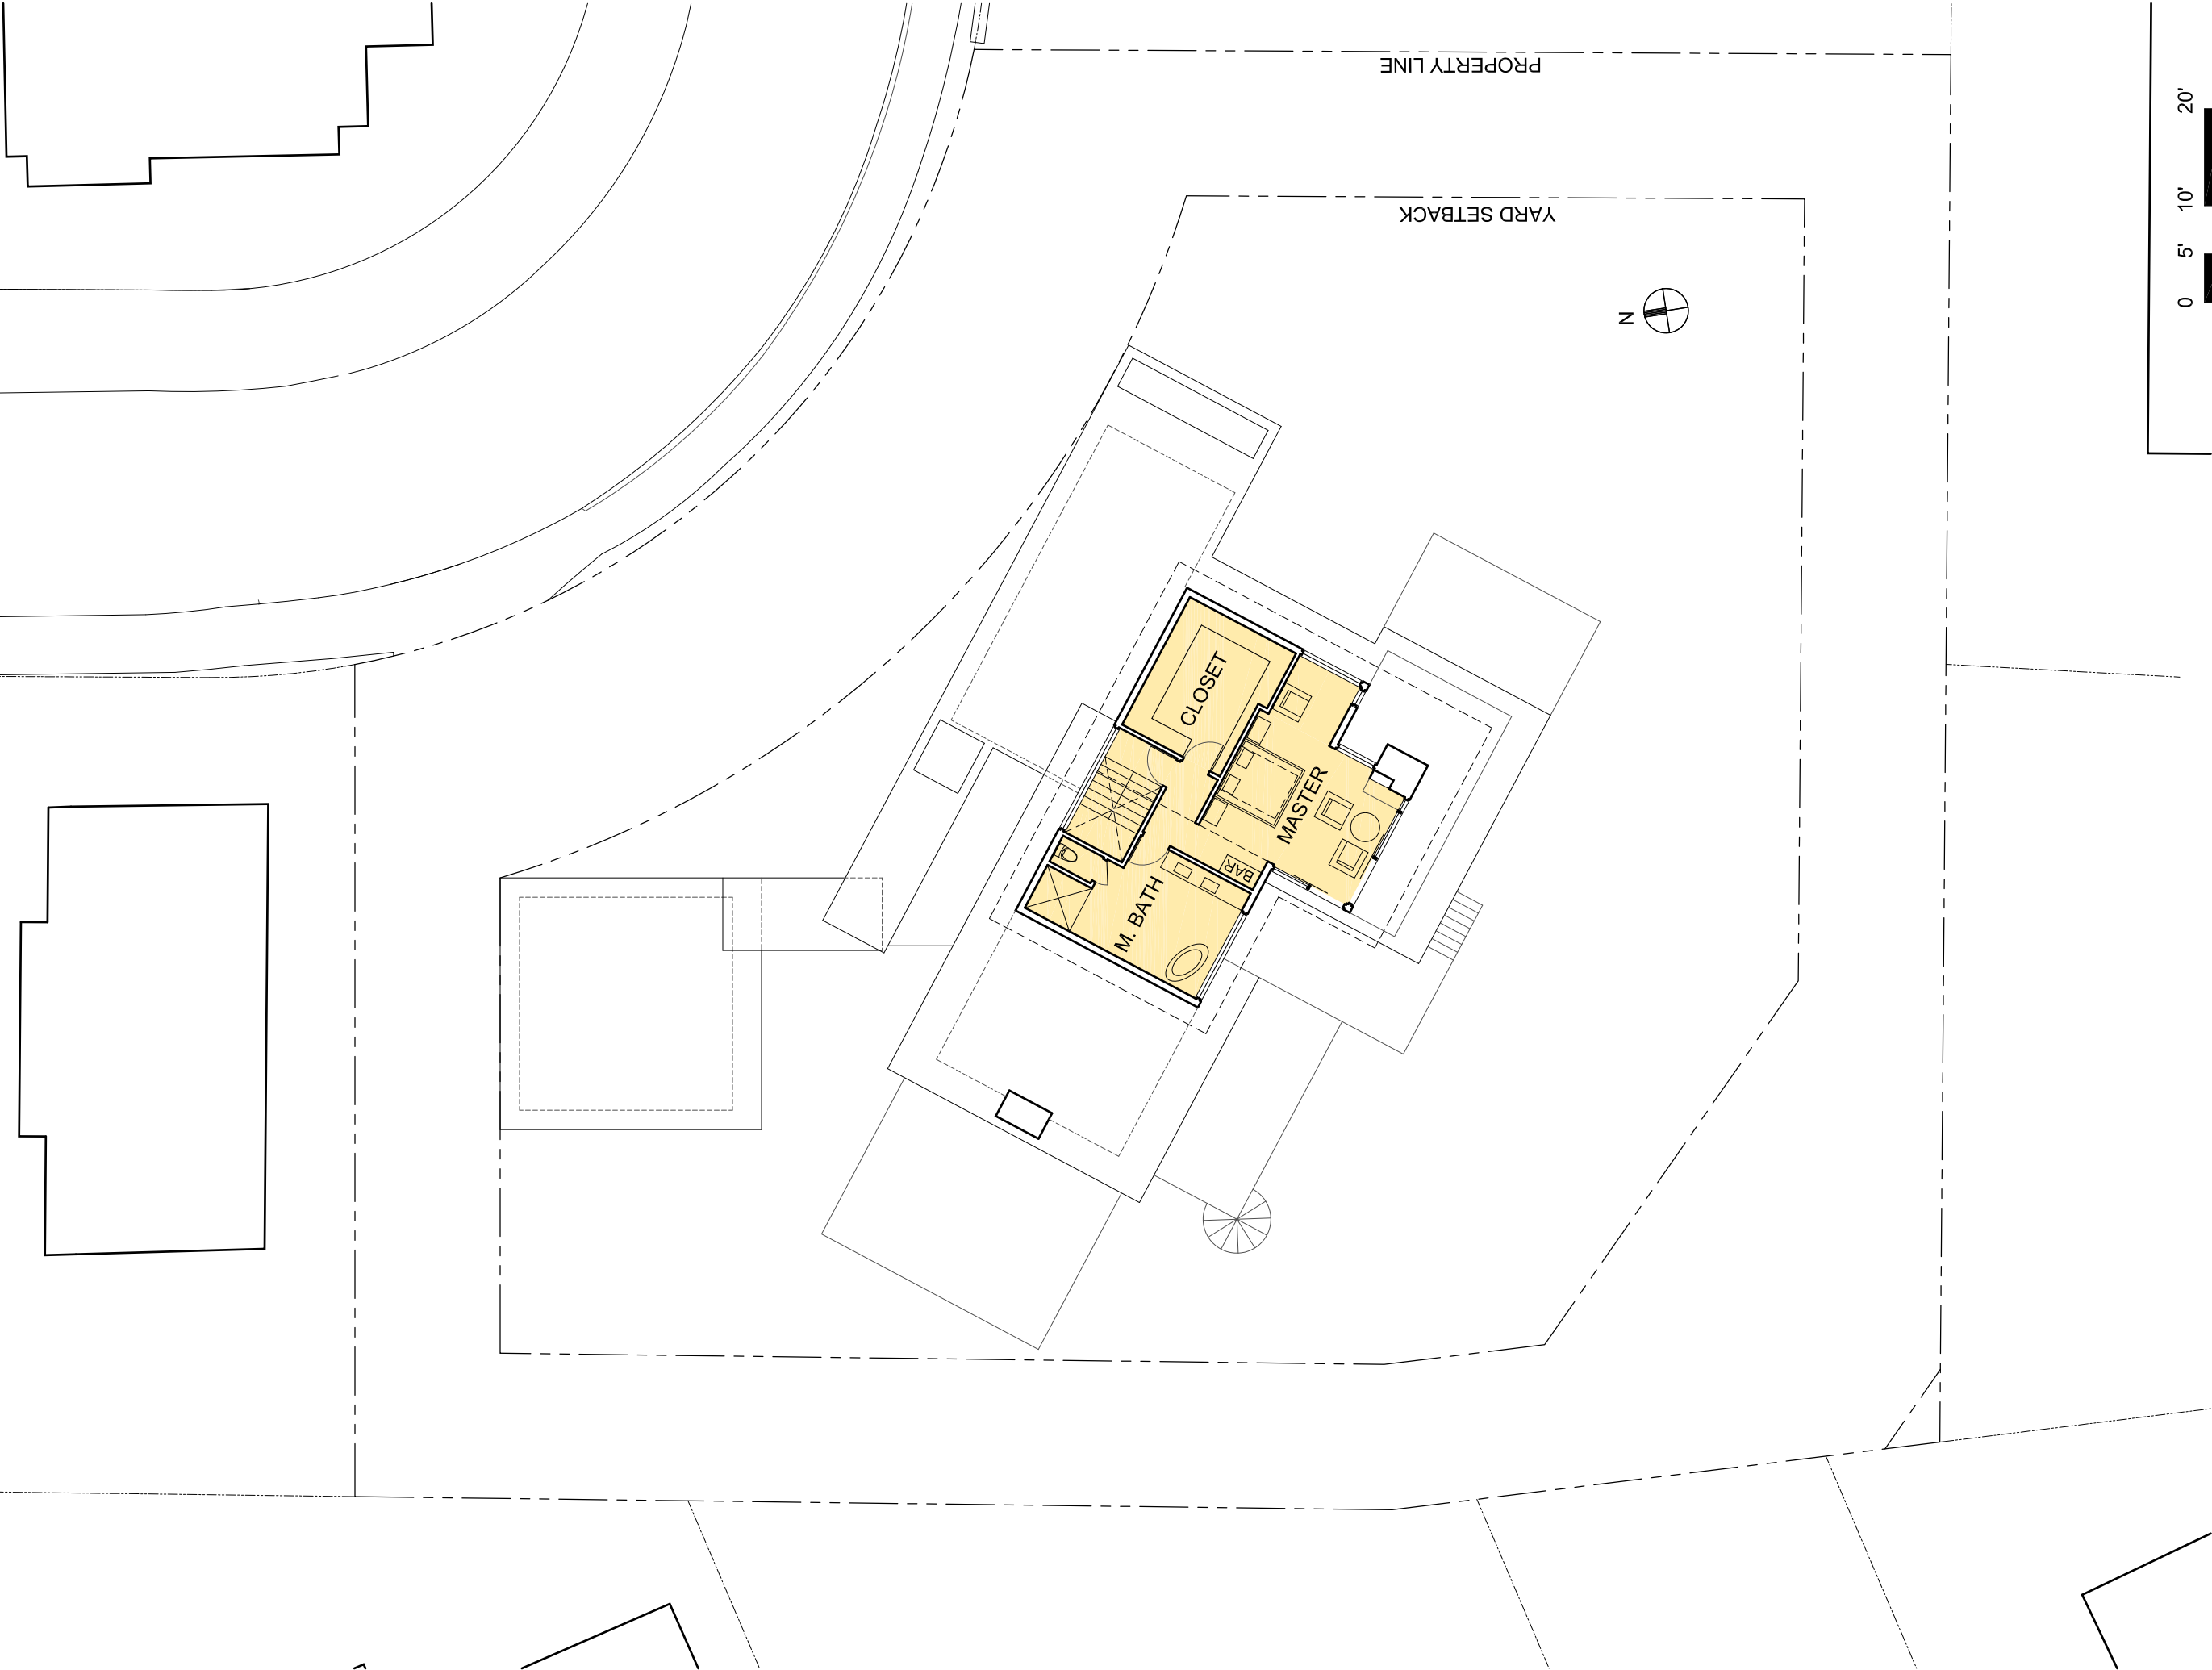 PROPERTY LINE
YARD SETBACK
N
20'
10'
5'
0
CLOSET
MASTER
BAR
M. BATH